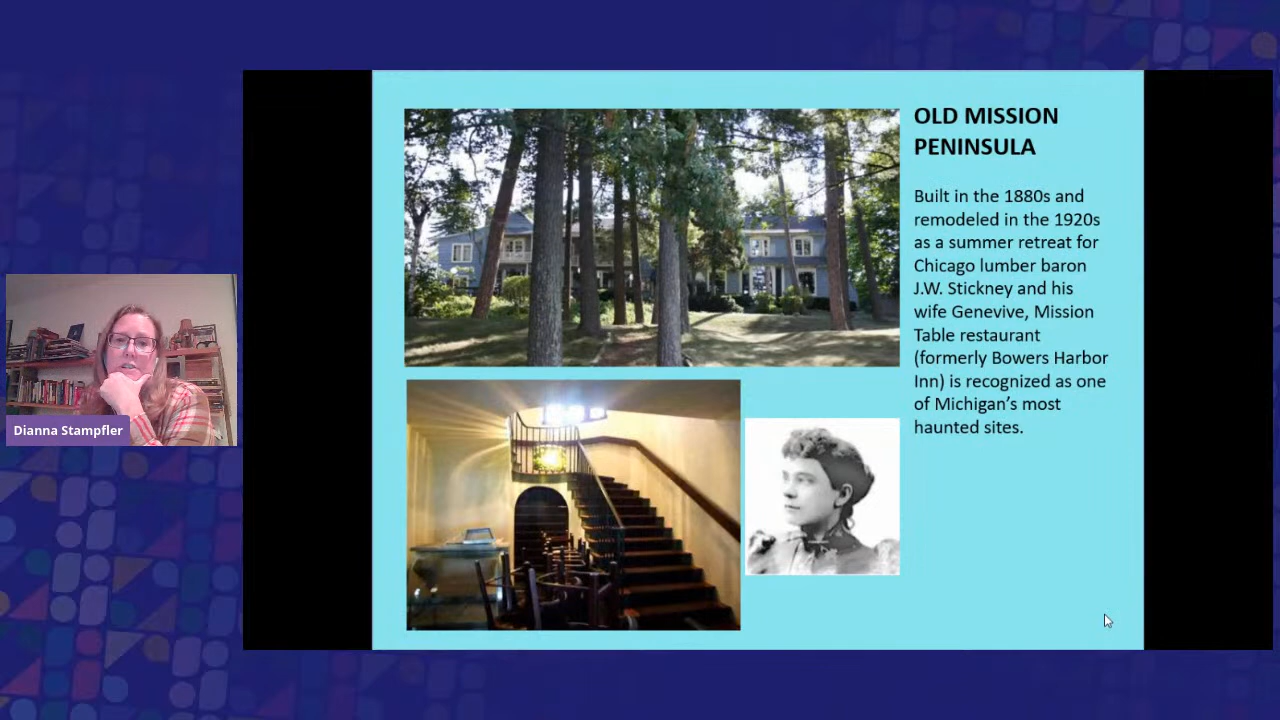 OLD MISSION
PENINSULA
Built in the 1880s and
remodeled in the 1920s
as a summer retreat for
Chicago lumber baron
J.W. Stickney and his
wife Genevive, Mission
Table restaurant
(formerly Bowers Harbor
Inn) is recognized as one
of Michigan’s most
haunted sites.
Dianna Stampfler